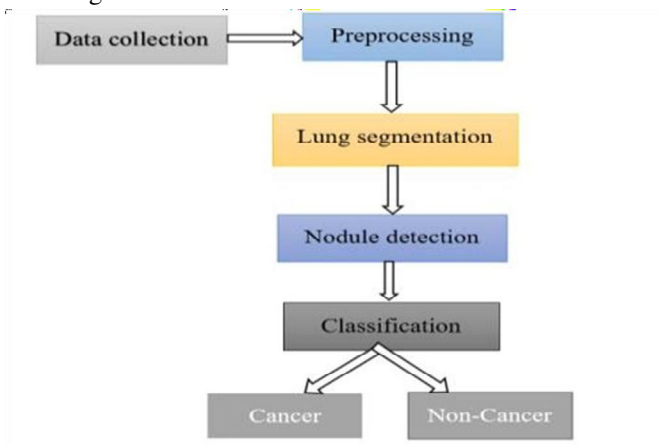 Data collection
Preprocessing
Lung segmentation
Nodule detection
Classification
Cancer
Non-Cancer